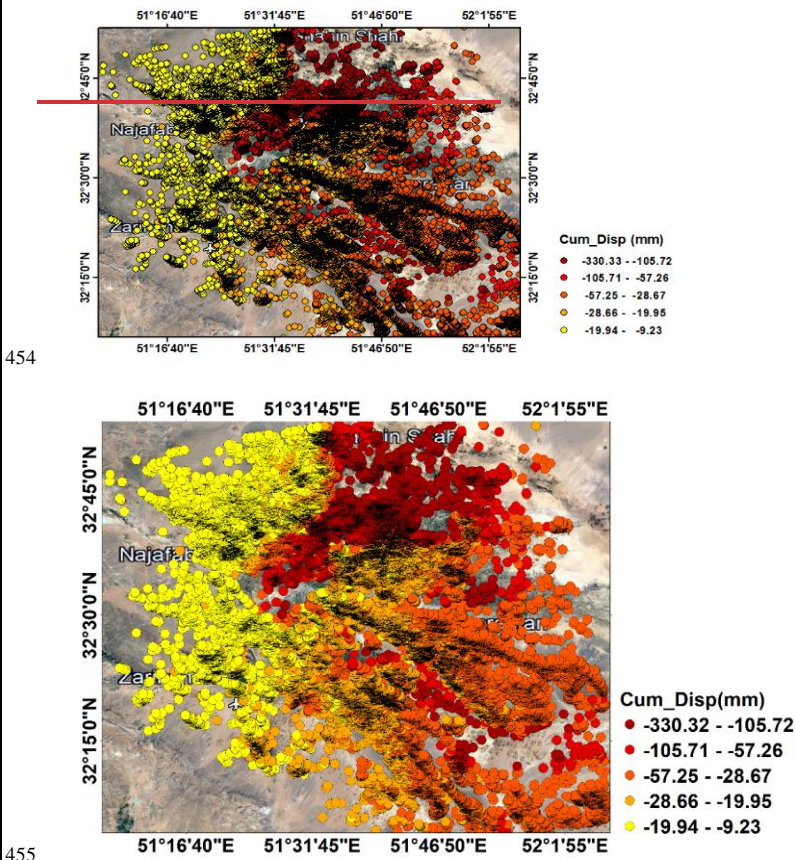 51°16'40"E 51°31'45"E 51°46'50"E 52°1'55"E
32°45'0"N 32°45'0"N
Najafab
32°30'0"N 32°30'0"N
32°15'0"N 32°15'0"N
Cum_Disp (mm)
-330.33 - -105.72
-105.71 - -57.26
-57.25 - -28.67
-28.66 - -19.95
-19.94 - -9.23
51°16'40"E 51°31'45"E 51°46'50"E 52°1'55"E
454
51°16'40"E 51°31'45"E 51°46'50"E 52°1'55"E
32°45'0"N
Najafab
32°30'0"N
32°15'0"N
Cum_Disp(mm)
-330.32 - -105.72
-105.71 - -57.26
-57.25 - -28.67
-28.66 - -19.95
-19.94 - -9.23
51°16'40"E 51°31'45"E 51°46'50"E 52°1'55"E
455